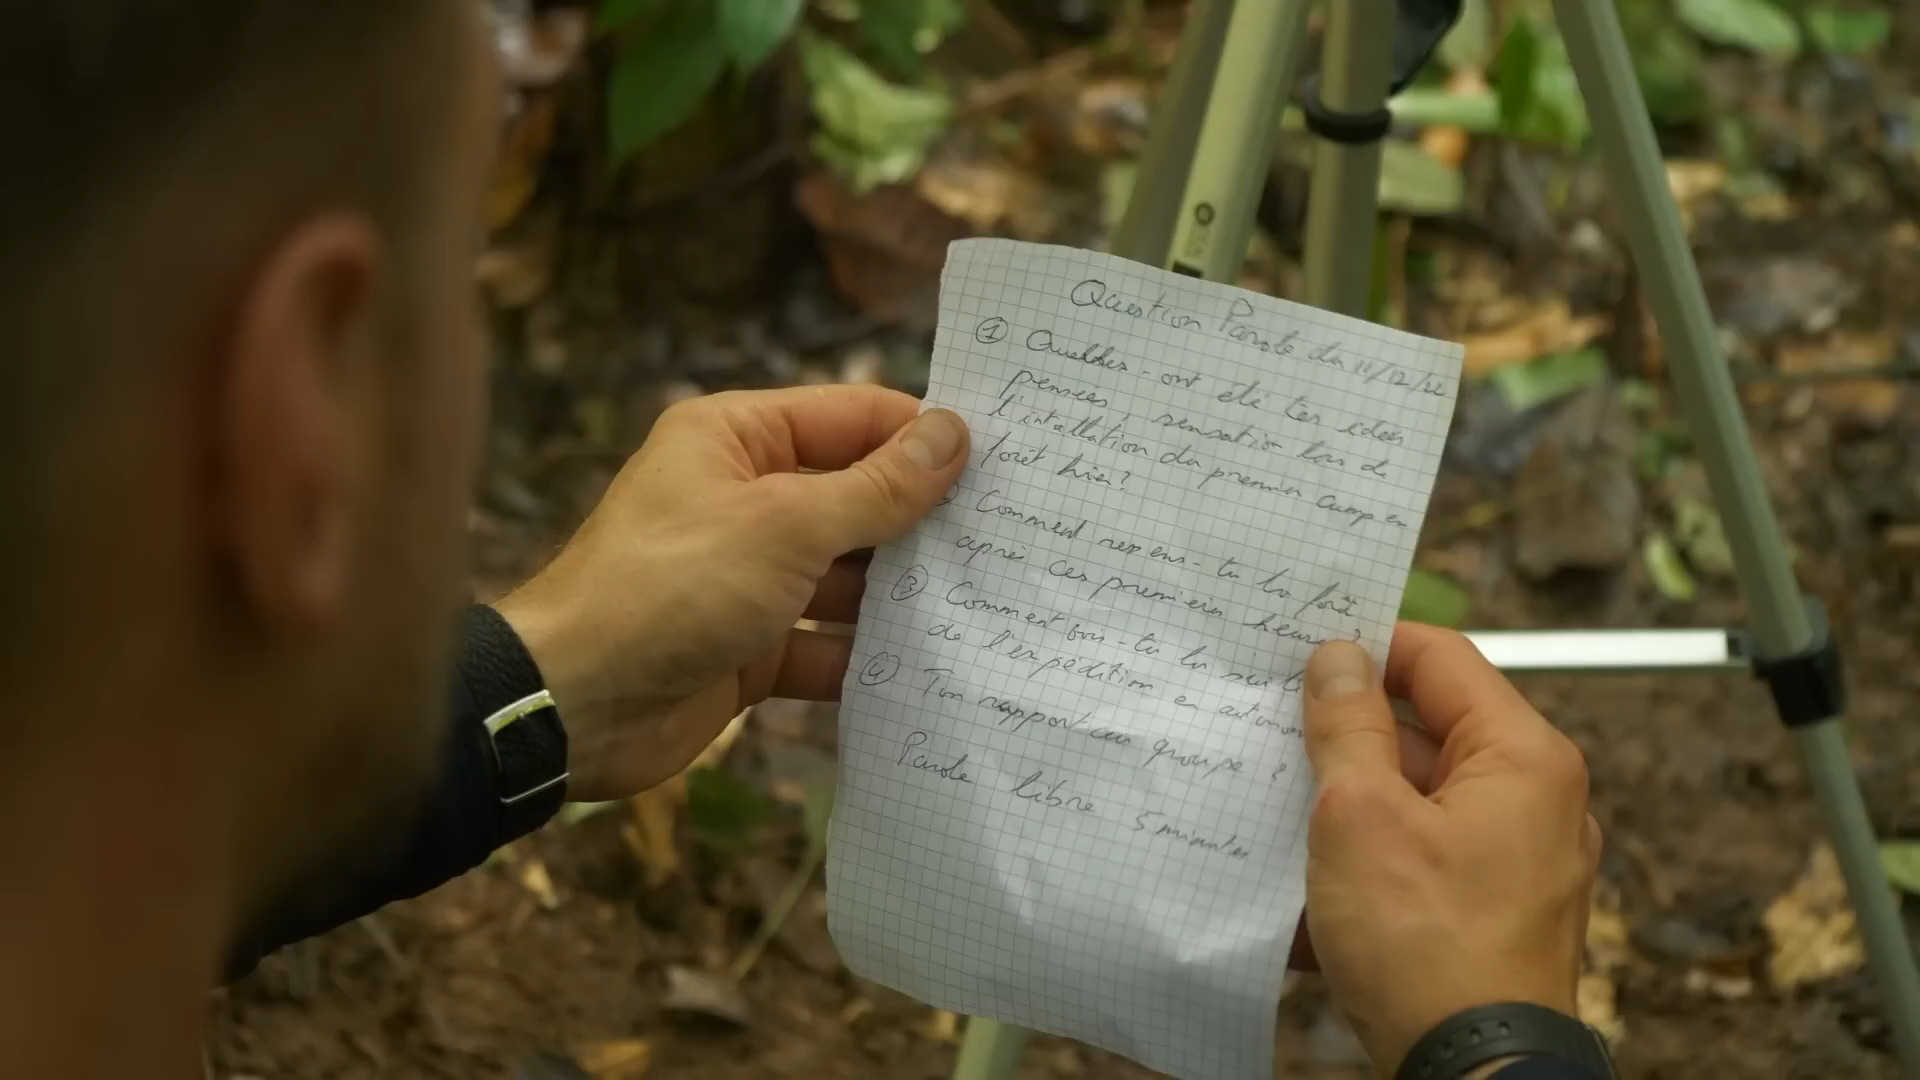 Question Parole du 11/12/22
① Quelles-ont été tes idées
pensées, sensation lors de
l'intallation du premier camp en
forêt hier?
Comment repens-tu la forêt
après ces premières heures?
③ Comment vois-tu la suite
de l'expédition en
④ Ton rapport au groupe?
Parole libre 5 minutes